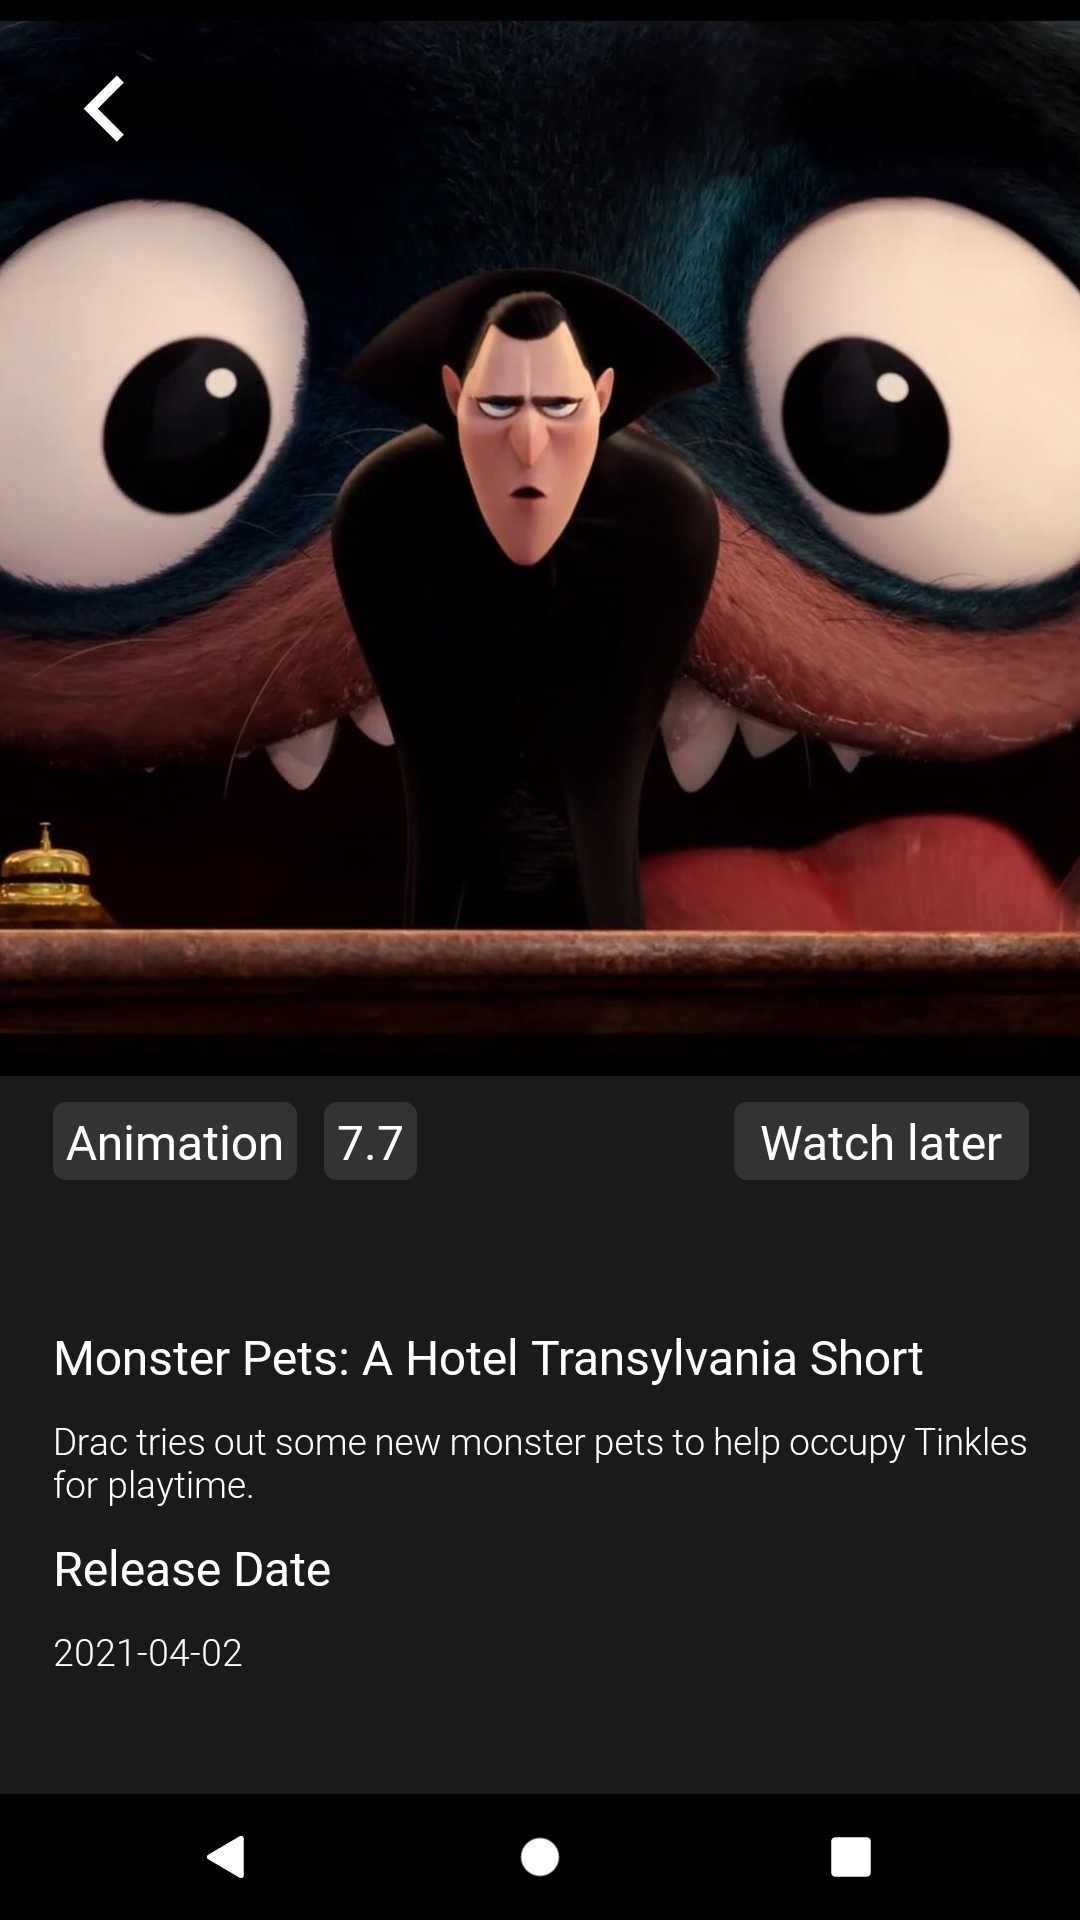 Animation 7.7 Watch later
Monster Pets: A Hotel Transylvania Short
Drac tries out some new monster pets to help occupy Tinkles
for playtime.
Release Date
2021-04-02